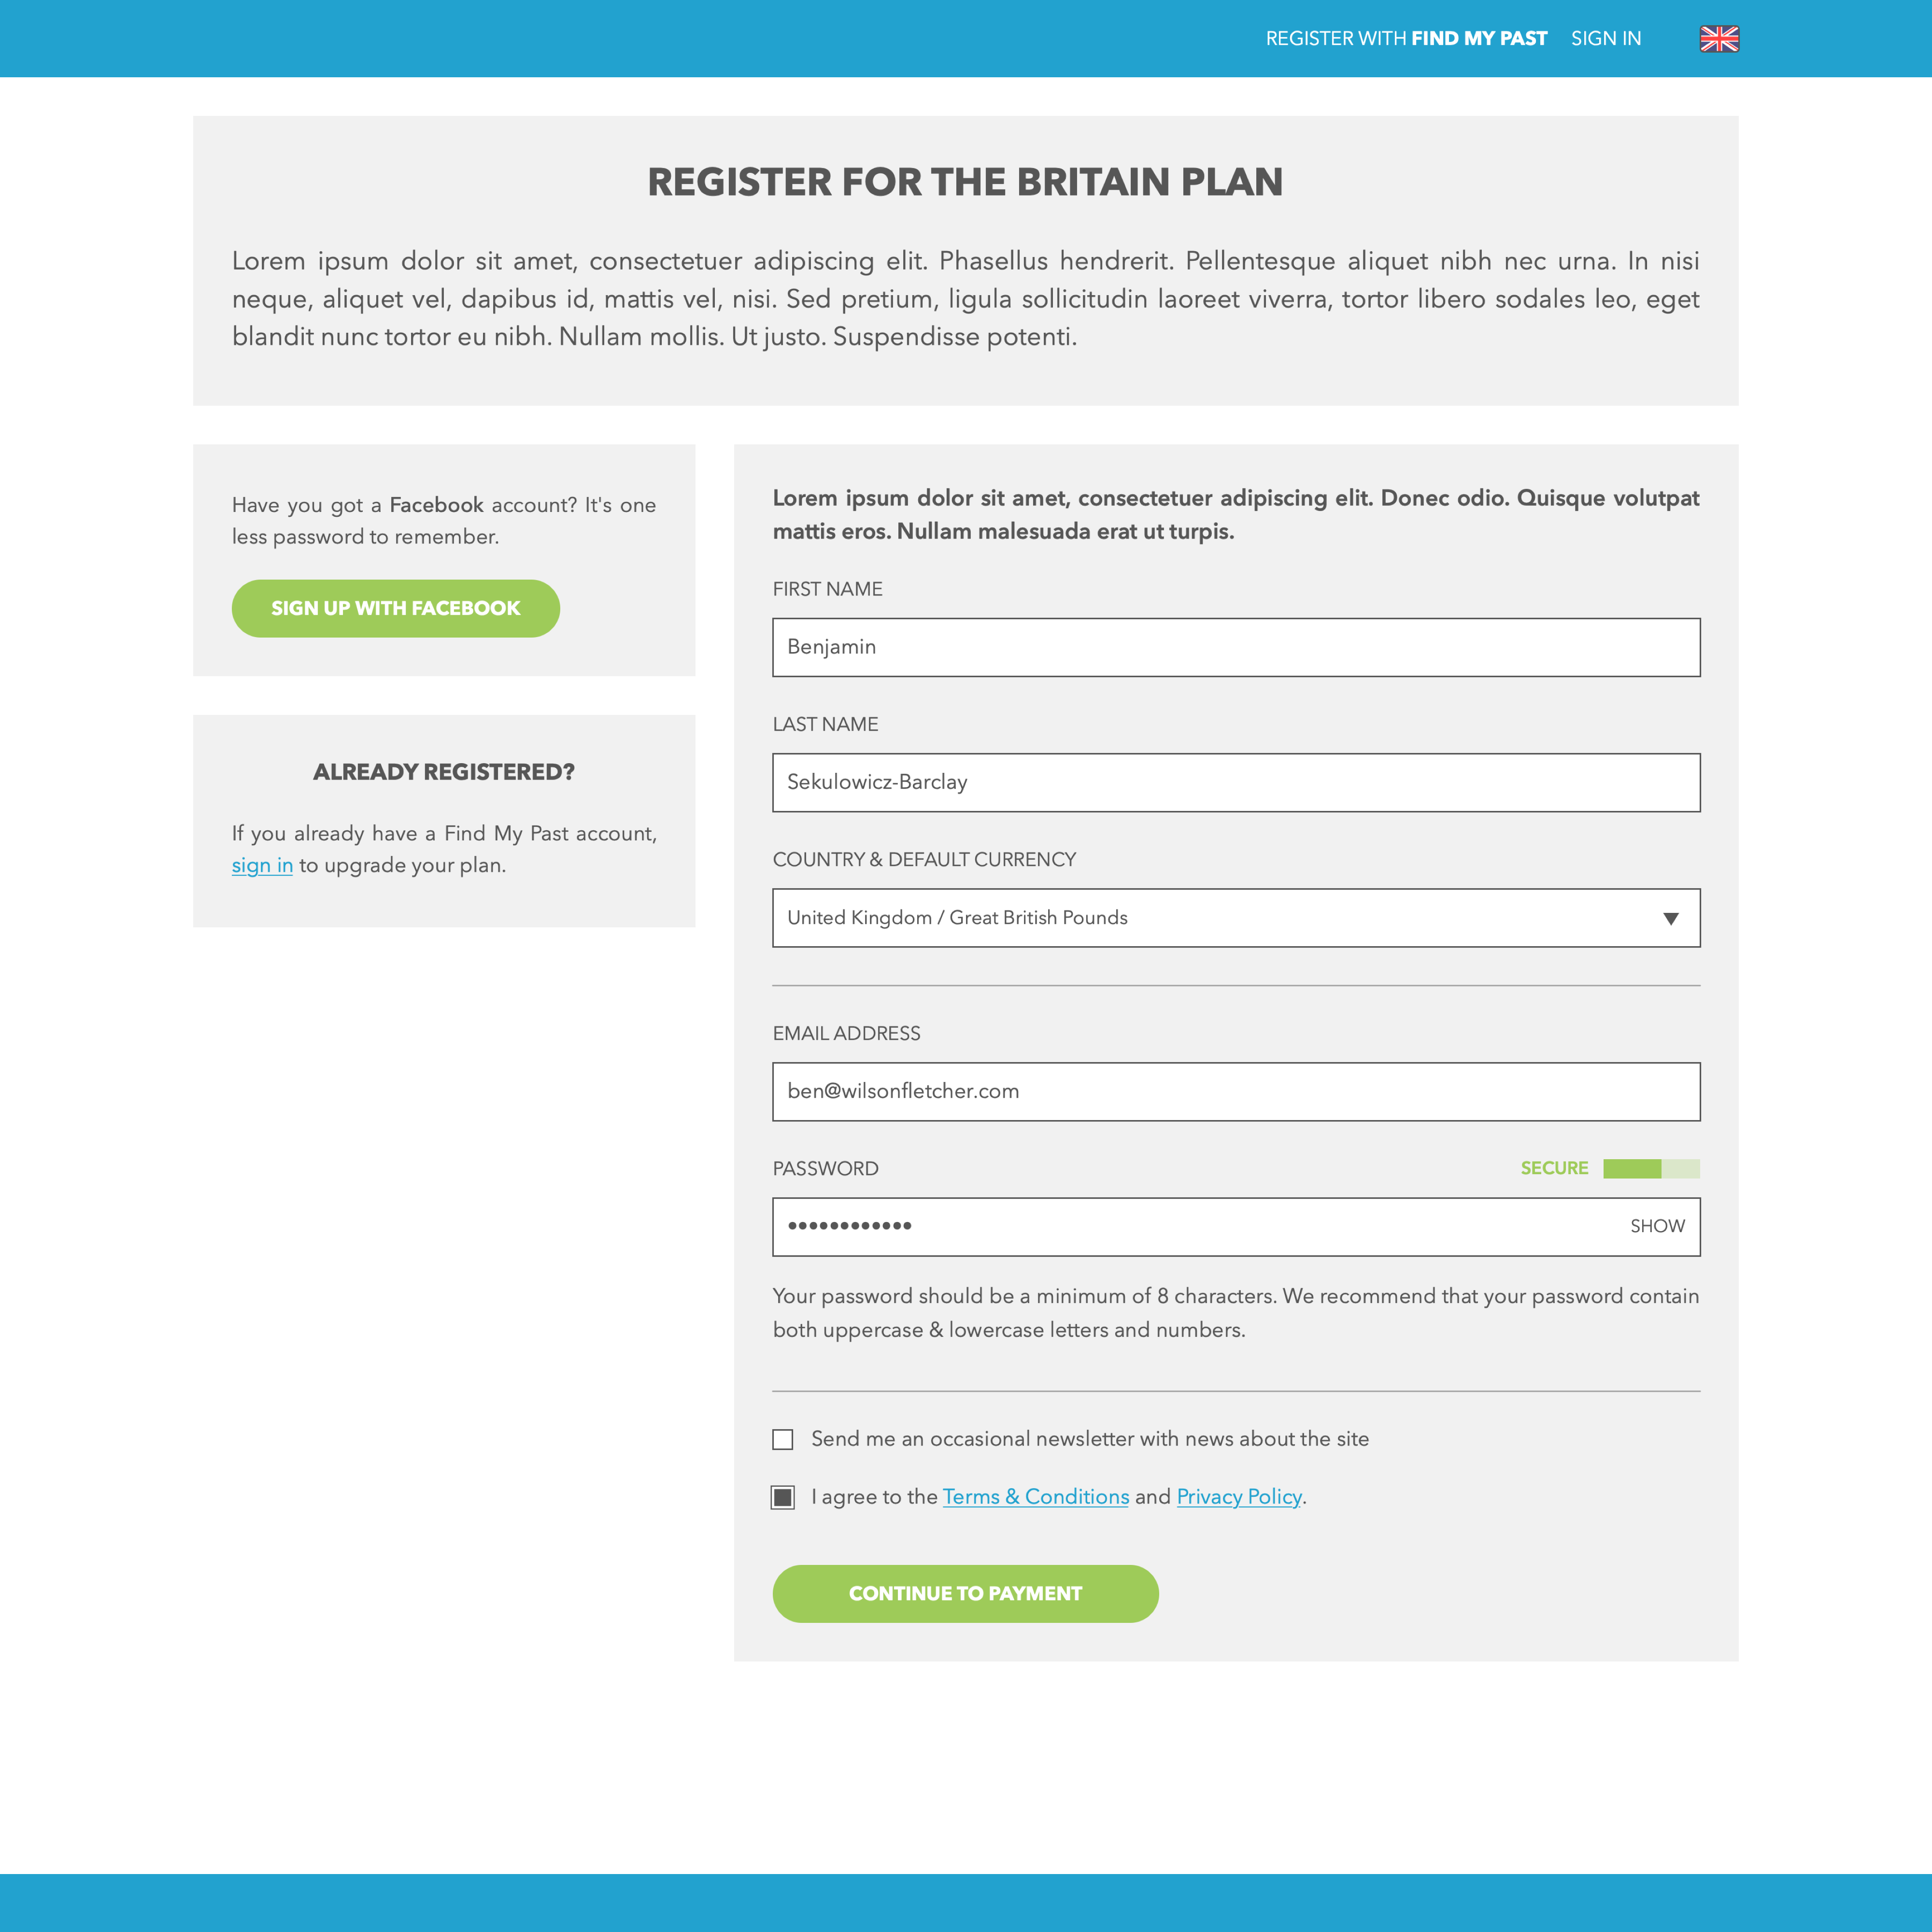 REGISTER WITH FIND MY PAST SIGN IN
REGISTER FOR THE BRITAIN PLAN
Lorem ipsum dolor sit amet, consectetuer adipiscing elit. Phasellus hendrerit. Pellentesque aliquet nibh nec urna. In nisi
neque, aliquet vel, dapibus id, mattis vel, nisi. Sed pretium, ligula sollicitudin laoreet viverra, tortor libero sodales leo, eget
blandit nunc tortor eu nibh. Nullam mollis. Ut justo. Suspendisse potenti.
Have you got a Facebook account? It's one
less password to remember.
SIGN UP WITH FACEBOOK
ALREADY REGISTERED?
If you already have a Find My Past account,
sign in to upgrade your plan.
Lorem ipsum dolor sit amet, consectetuer adipiscing elit. Donec odio. Quisque volutpat
mattis eros. Nullam malesuada erat ut turpis.
FIRST NAME
Benjamin
LAST NAME
Sekulowicz-Barclay
COUNTRY & DEFAULT CURRENCY
United Kingdom / Great British Pounds
EMAIL ADDRESS
ben@wilsonfletcher.com
PASSWORD
SECURE
••••••••••••
SHOW
Your password should be a minimum of 8 characters. We recommend that your password contain
both uppercase & lowercase letters and numbers.
Send me an occasional newsletter with news about the site
I agree to the Terms & Conditions and Privacy Policy.
CONTINUE TO PAYMENT